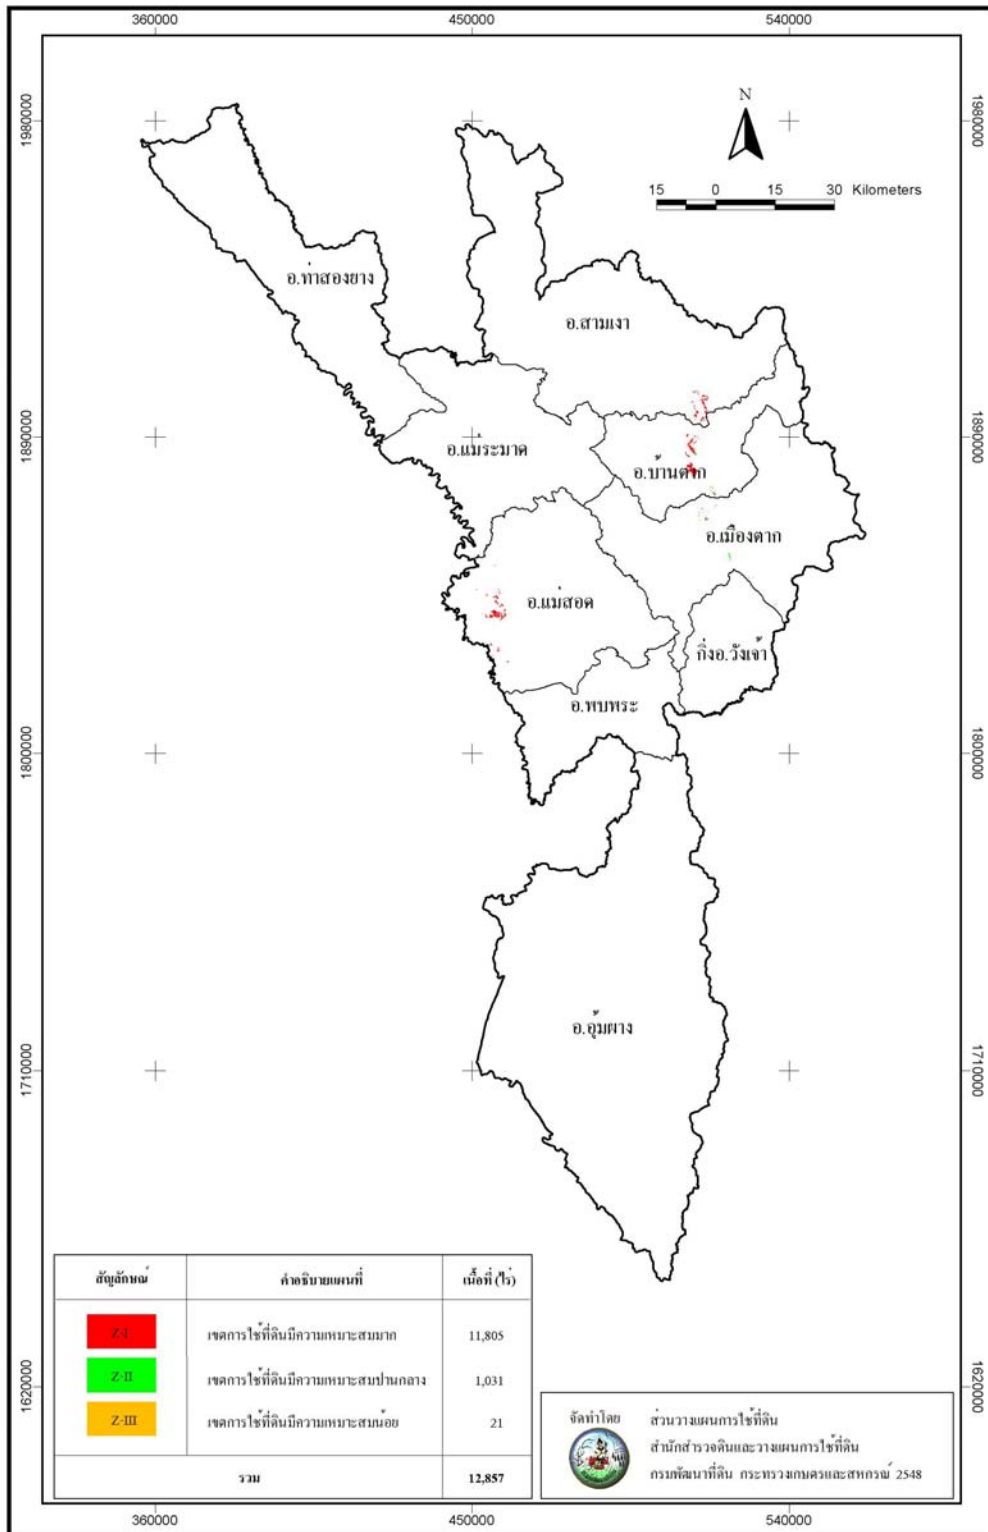 360000 450000 540000
N
15 0 15 30 Kilometers
1980000 1980000
อ.ท่าสองยาง
อ.สามเงา
1890000 1890000
อ.แม่ระมาด
อ.บ้านตาก
อ.เมืองตาก
อ.แม่สอด
กิ่งอ.วังเจ้า
อ.พบพระ
1800000 1800000
อ.อุ้มผาง
1710000 1710000
สัญลักษณ์ คำอธิบายแผนที่ เนื้อที่ (ไร่)
Z-I เขตการใช้ที่ดินมีความเหมาะสมมาก 11,805
Z-II เขตการใช้ที่ดินมีความเหมาะสมปานกลาง 1,031
Z-III เขตการใช้ที่ดินมีความเหมาะสมน้อย 21
รวม 12,857
1620000 1620000
จัดทำโดย ส่วนวางแผนการใช้ที่ดิน
สำนักสำรวจดินและวางแผนการใช้ที่ดิน
กรมพัฒนาที่ดิน กระทรวงเกษตรและสหกรณ์ 2548
360000 450000 540000